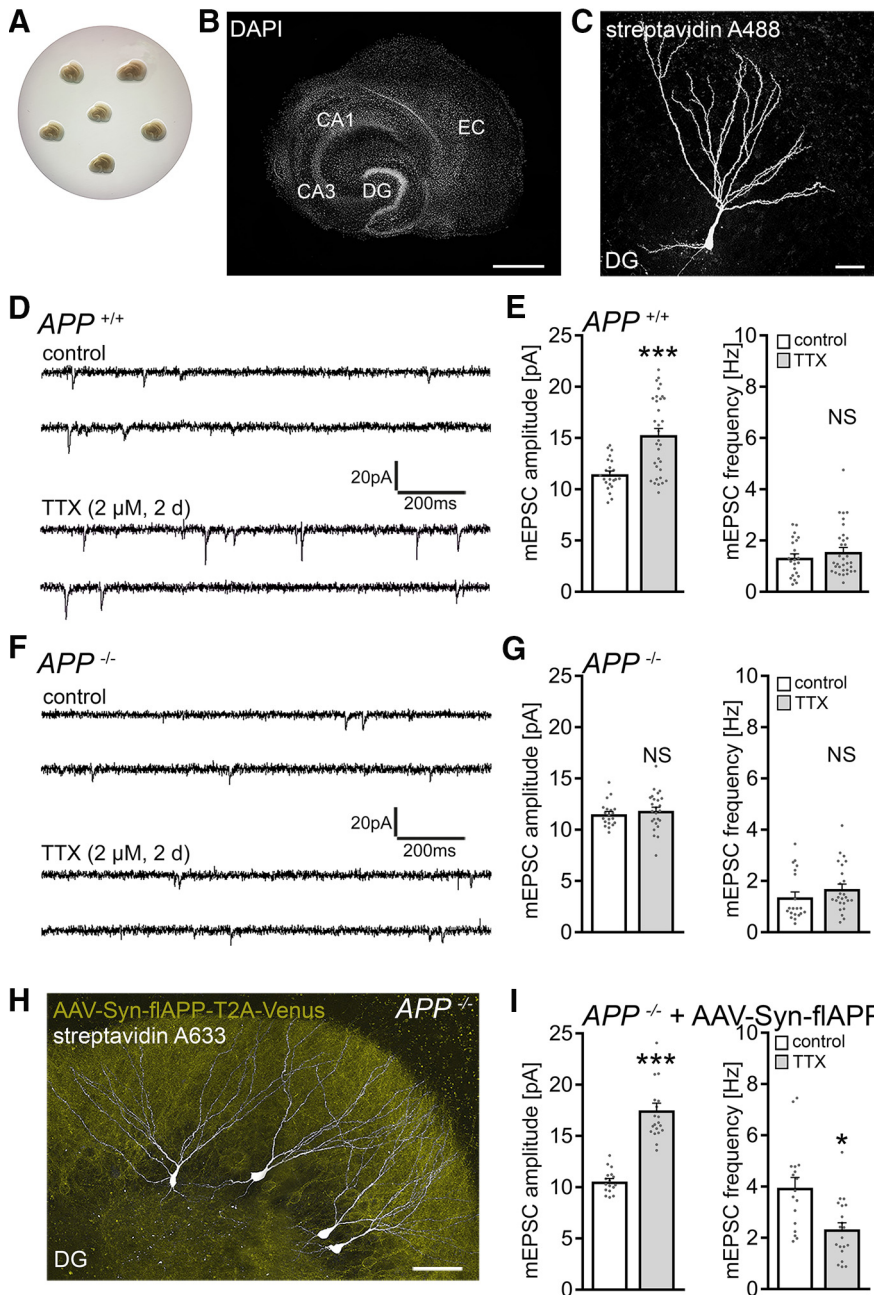 A
B
DAPI
CA1
EC
CA3
DG
C
streptavidin A488
DG
D
APP +/+
control
20pA
200ms
TTX (2 µM, 2 d)
E
APP +/+
mEPSC amplitude [pA]
25
20
15
10
5
0
***
mEPSC frequency [Hz]
10
8
6
4
2
0
control
TTX
NS
F
APP -/-
control
20pA
200ms
TTX (2 µM, 2 d)
G
APP -/-
mEPSC amplitude [pA]
25
20
15
10
5
0
NS
mEPSC frequency [Hz]
10
8
6
4
2
0
control
TTX
NS
H
AAV-Syn-flAPP-T2A-Venus
streptavidin A633
APP -/-
DG
I
APP -/- + AAV-Syn-flAPP
mEPSC amplitude [pA]
25
20
15
10
5
0
***
mEPSC frequency [Hz]
10
8
6
4
2
0
control
TTX
*